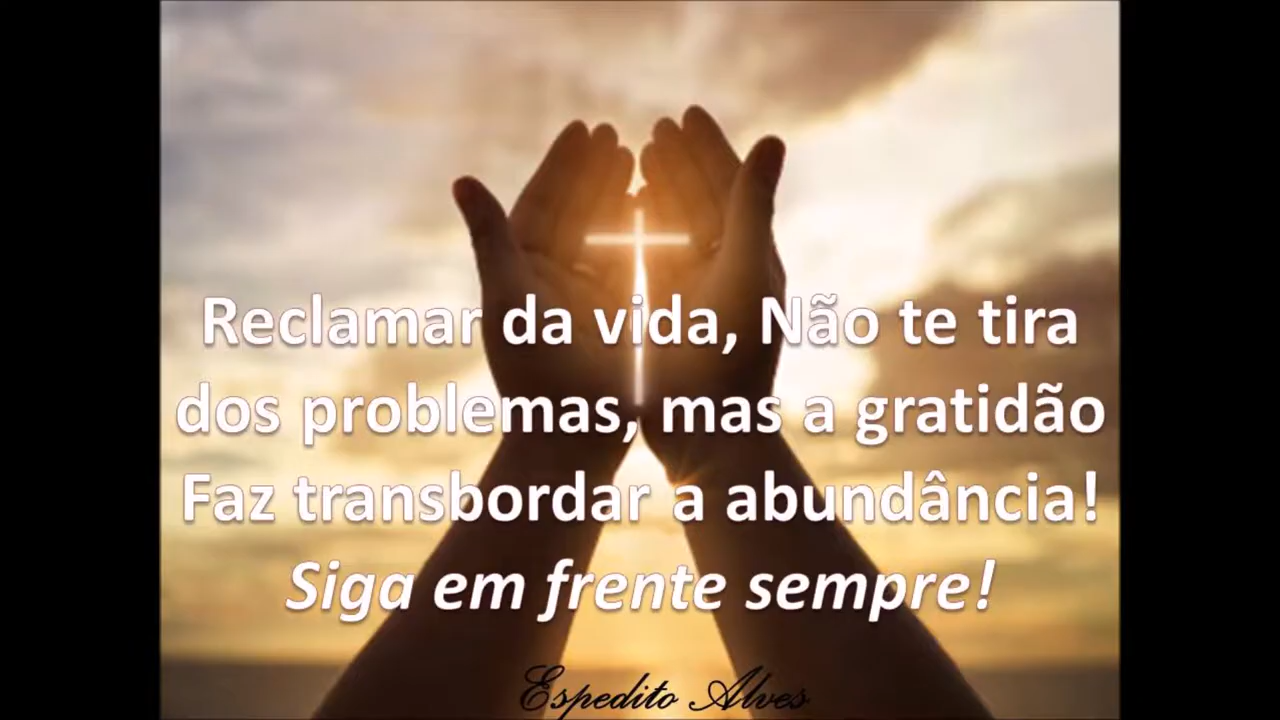 Reclamar da vida, Não te tira
dos problemas, mas a gratidão
Faz transbordar a abundância!
Siga em frente sempre!
Espedito Alves